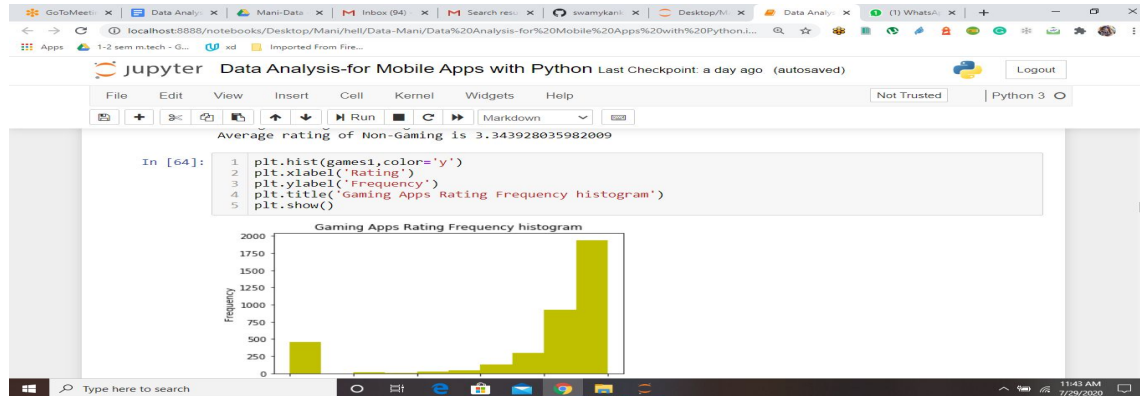 GoToMeetin Data Analys Mani-Data Inbox (94) - Search resu swamykank Desktop/M Data Analy (1) WhatsA
localhost:8888/notebooks/Desktop/Mani/hell/Data-Mani/Data%20Analysis-for%20Mobile%20Apps%20with%20Python.i...
Apps 1-2 sem m.tech - G... xd Imported From Fire...
jupyter Data Analysis-for Mobile Apps with Python Last Checkpoint: a day ago (autosaved) Logout
File Edit View Insert Cell Kernel Widgets Help Not Trusted Python 3
Run Markdown
Average rating of Non-Gaming is 3.343928035982009
In [64]:
1 plt.hist(games1,color='y')
2 plt.xlabel('Rating')
3 plt.ylabel('Frequency')
4 plt.title('Gaming Apps Rating Frequency histogram')
5 plt.show()
Gaming Apps Rating Frequency histogram
2000
1750
1500
1250
1000
750
500
250
0
Frequency
Type here to search
11:43 AM
7/29/2020